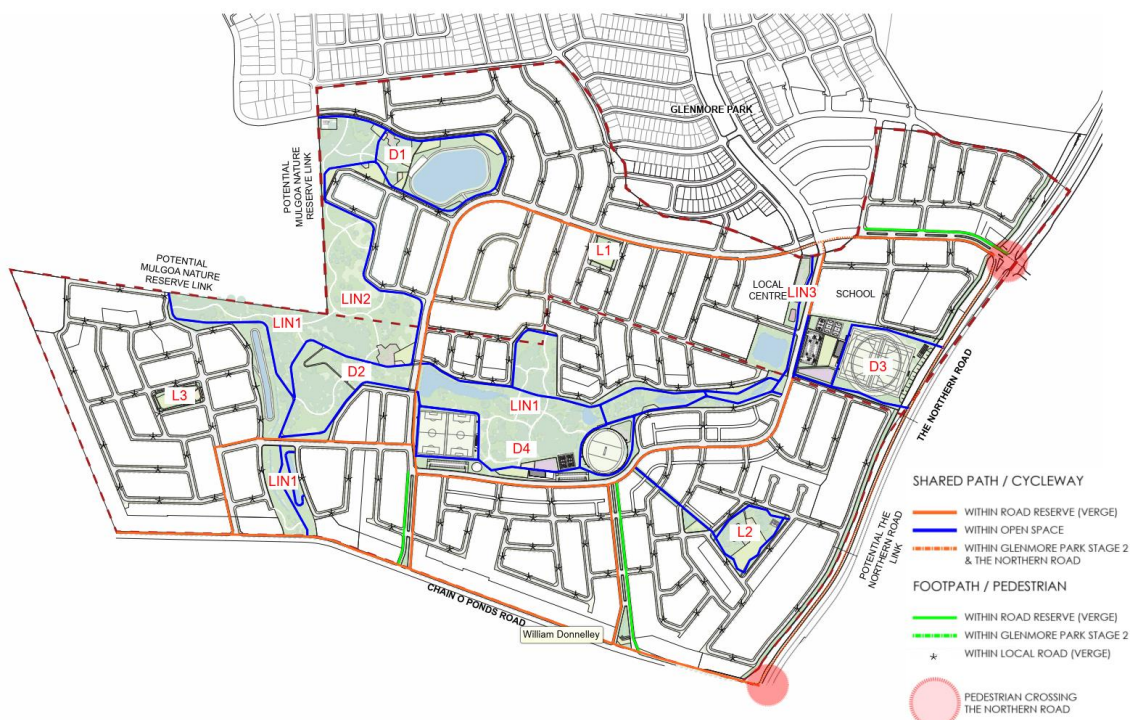 GLENMORE PARK
D1
POTENTIAL
MULGOA NATURE
RESERVE LINK
POTENTIAL
MULGOA NATURE
RESERVE LINK
L1
LOCAL
CENTRE
LIN3
SCHOOL
LIN2
LIN1
D2
D3
L3
LIN1
D4
LIN1
L2
THE NORTHERN ROAD
POTENTIAL THE
NORTHERN ROAD
LINK
CHAIN O PONDS ROAD
William Donnelley
SHARED PATH / CYCLEWAY
WITHIN ROAD RESERVE (VERGE)
WITHIN OPEN SPACE
WITHIN GLENMORE PARK STAGE 2
& THE NORTHERN ROAD
FOOTPATH / PEDESTRIAN
WITHIN ROAD RESERVE (VERGE)
WITHIN GLENMORE PARK STAGE 2
WITHIN LOCAL ROAD (VERGE)
PEDESTRIAN CROSSING
THE NORTHERN ROAD